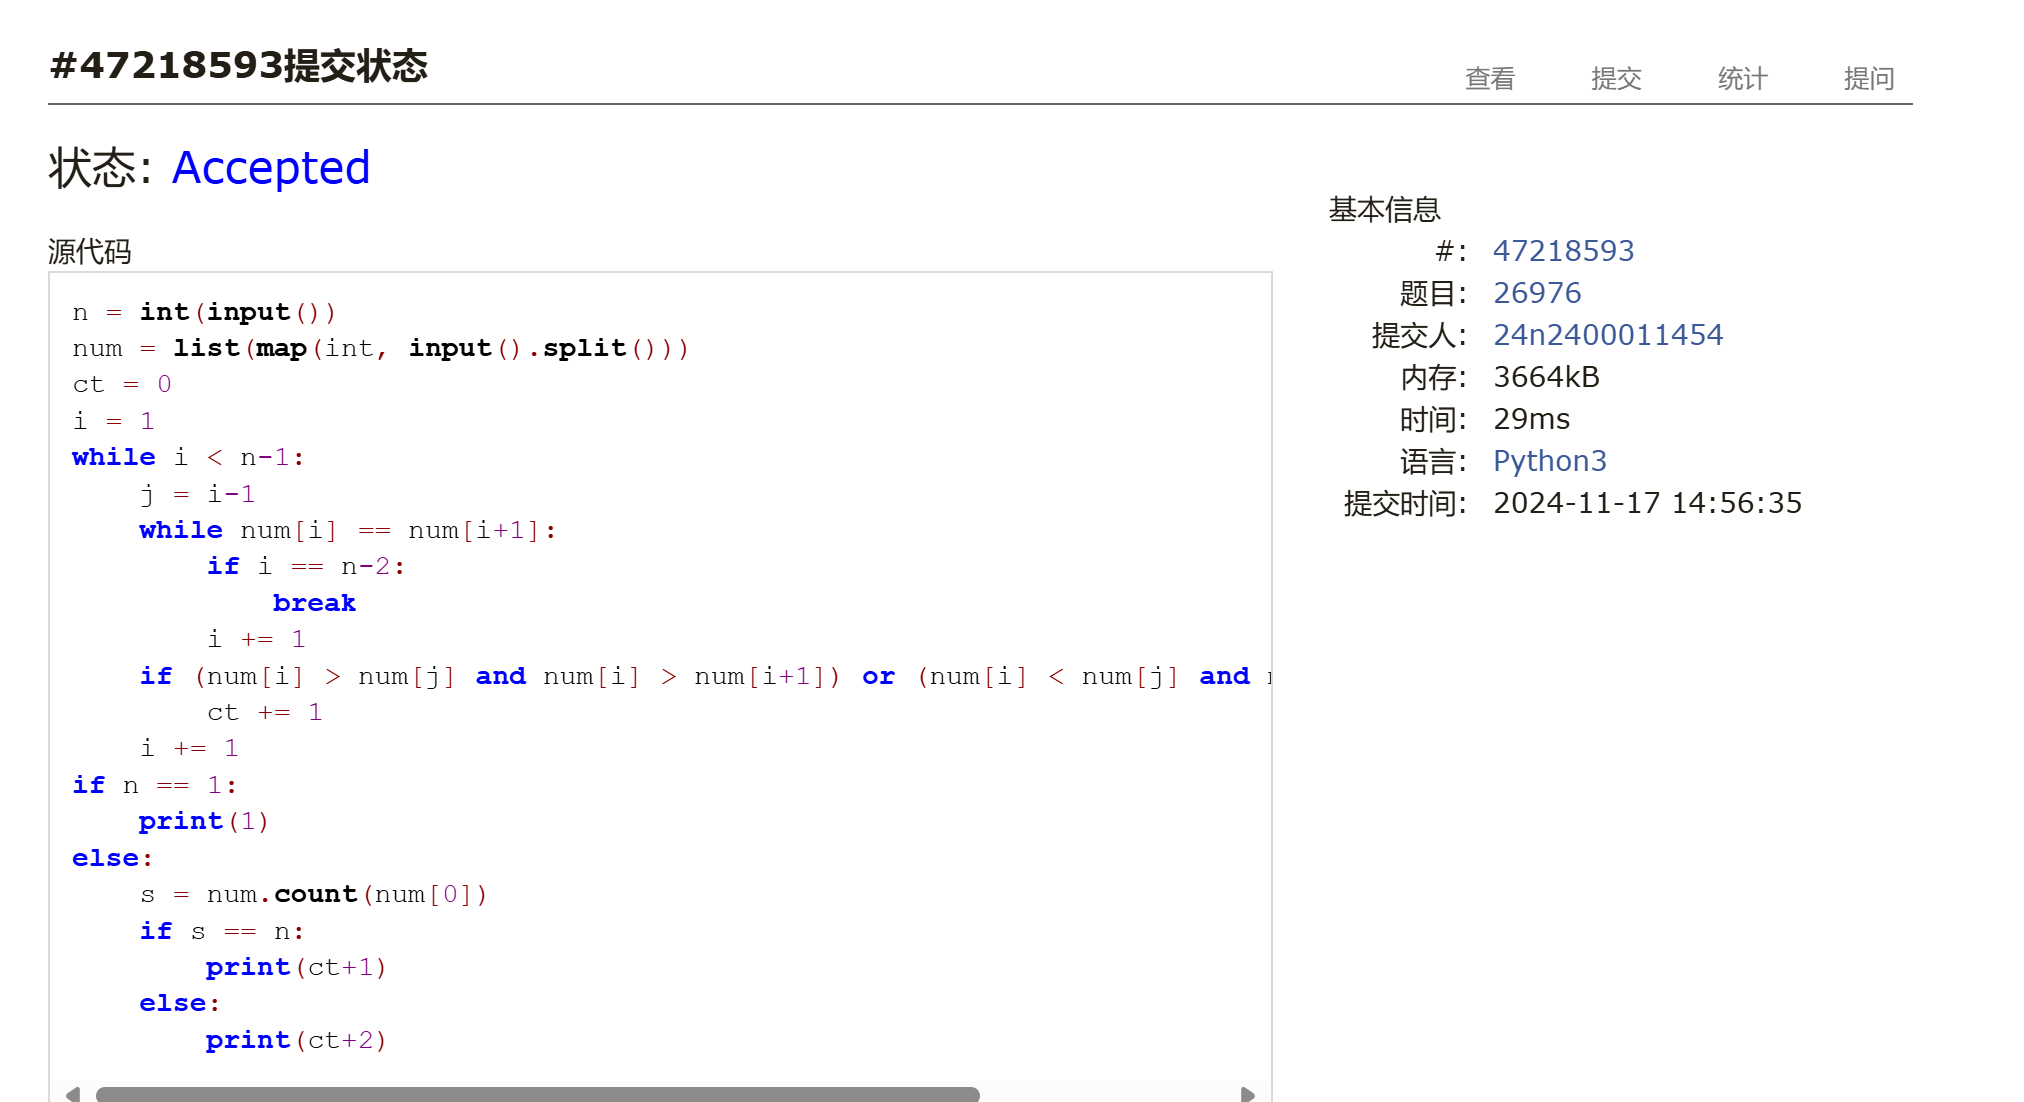 #47218593提交状态
查看 提交 统计 提问
状态: Accepted
源代码
n = int(input())
num = list(map(int, input().split()))
ct = 0
i = 1
while i < n-1:
    j = i-1
    while num[i] == num[i+1]:
        if i == n-2:
            break
        i += 1
    if (num[i] > num[j] and num[i] > num[i+1]) or (num[i] < num[j] and
        ct += 1
    i += 1
if n == 1:
    print(1)
else:
    s = num.count(num[0])
    if s == n:
        print(ct+1)
    else:
        print(ct+2)
基本信息
#: 47218593
题目: 26976
提交人: 24n2400011454
内存: 3664kB
时间: 29ms
语言: Python3
提交时间: 2024-11-17 14:56:35